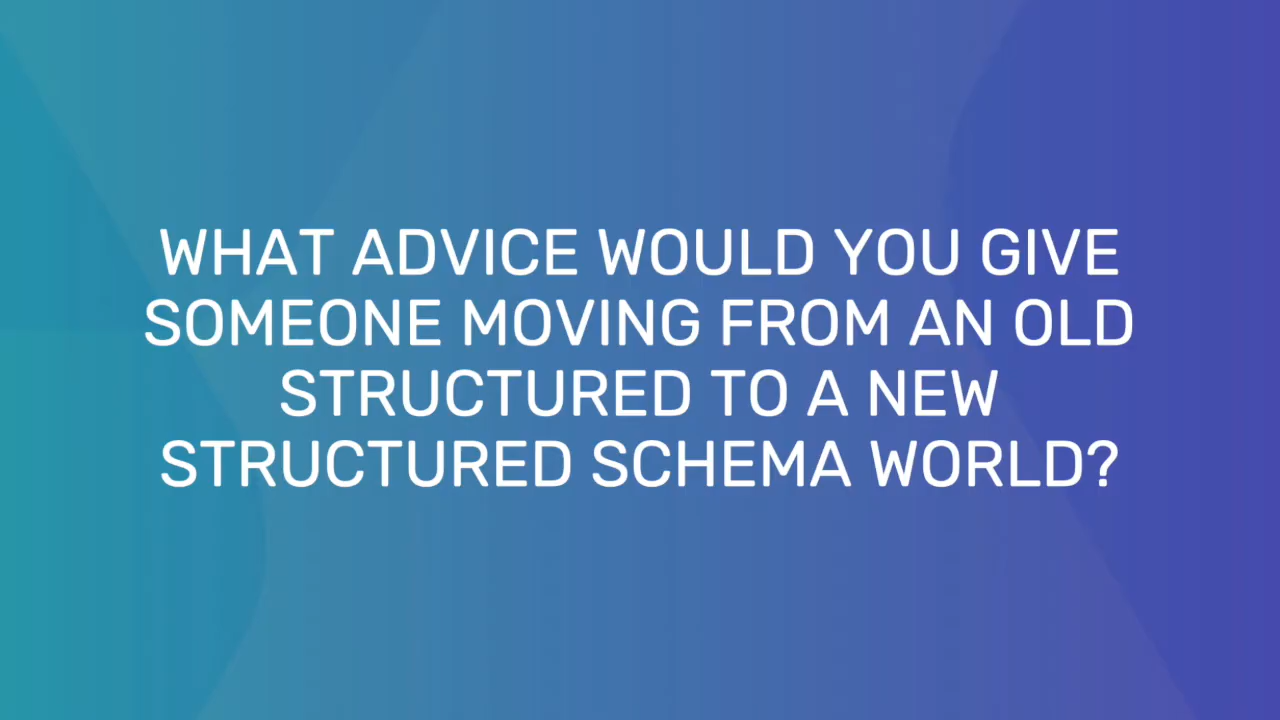 WHAT ADVICE WOULD YOU GIVE
SOMEONE MOVING FROM AN OLD
STRUCTURED TO A NEW
STRUCTURED SCHEMA WORLD?